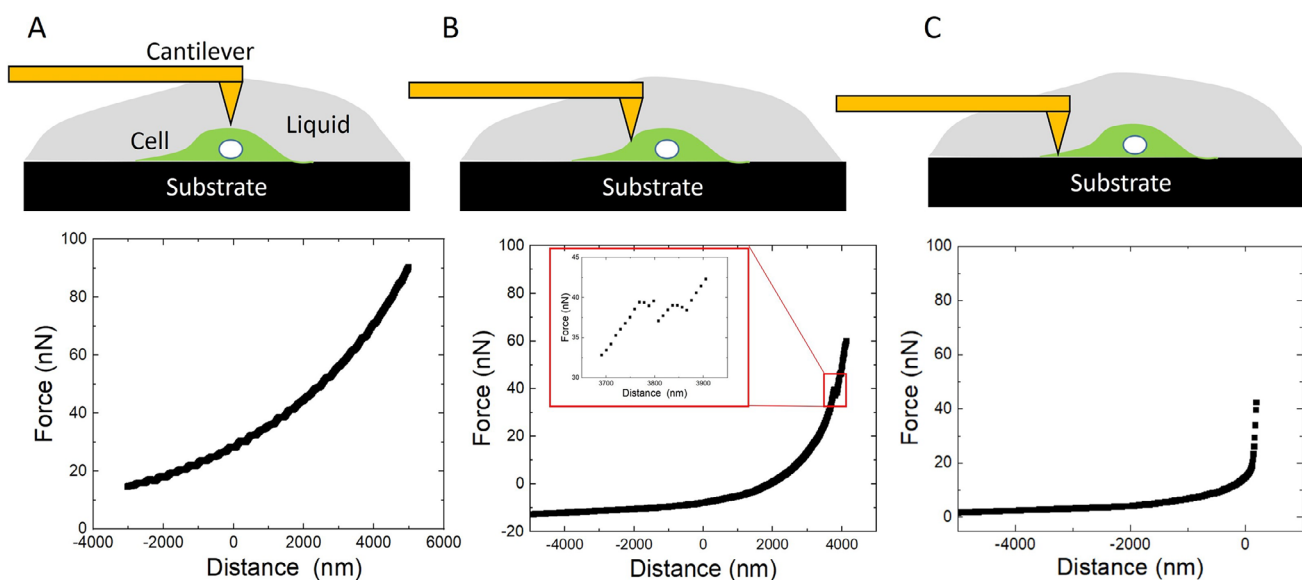 A
Cantilever
Cell
Liquid
Substrate
B
Substrate
C
Substrate
100
80
60
40
20
0
Force (nN)
-4000 -2000 0 2000 4000 6000
Distance (nm)
100
80
60
40
20
0
-20
Force (nN)
-4000 -2000 0 2000 4000
Distance (nm)
45
40
35
30
Force (nN)
3700 3800 3900
Distance (nm)
100
80
60
40
20
0
Force (nN)
-4000 -2000 0
Distance (nm)